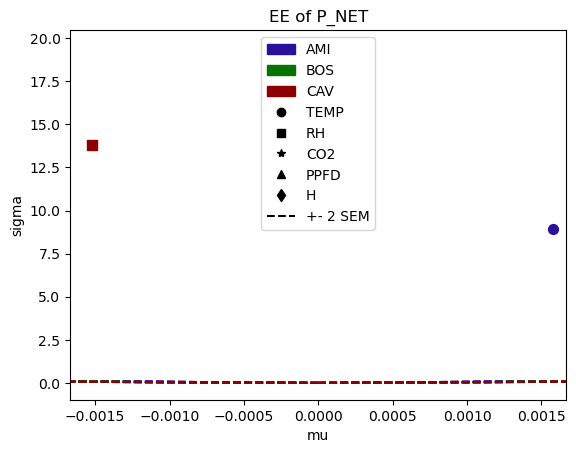 EE of P_NET
AMI
BOS
CAV
TEMP
RH
CO2
PPFD
H
+- 2 SEM
sigma
20.0
17.5
15.0
12.5
10.0
7.5
5.0
2.5
0.0
−0.0015
−0.0010
−0.0005
0.0000
0.0005
0.0010
0.0015
mu